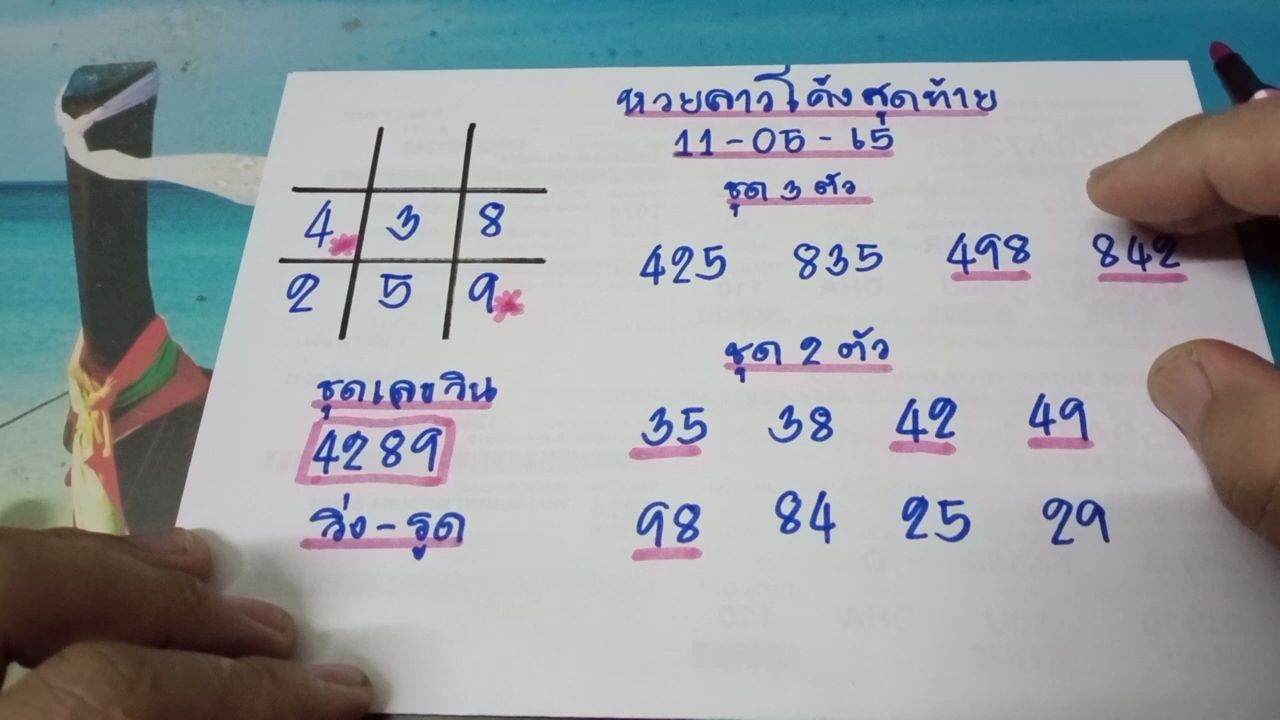 หวยลาวโค้งสุดท้าย
11-05-65
ชุด 3 ตัว
425 835 498 842
ชุด 2 ตัว
35 38 42 49
98 84 25 29
4 3 8
2 5 9
ชุดเลขวิน
4289
วิ่ง-รูด